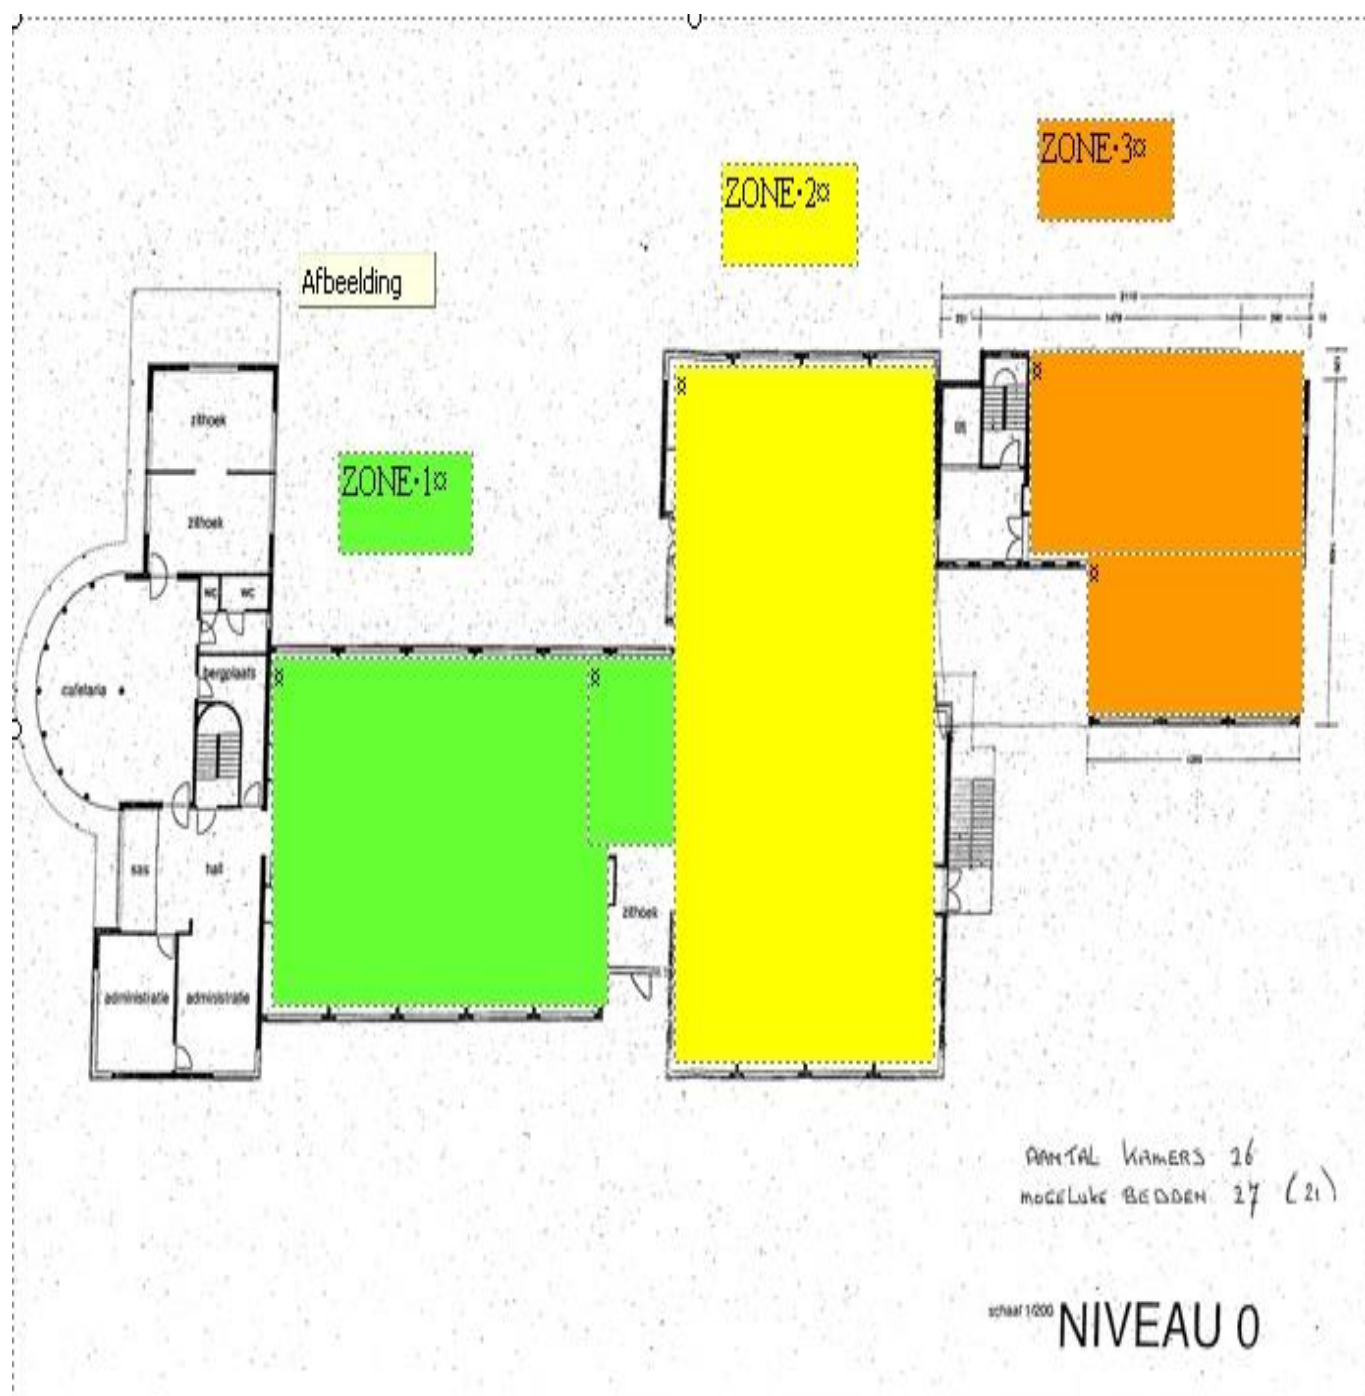 ZONE·3¤
ZONE·2¤
Afbeelding
ZONE·1¤
zithoek
zithoek
WC
WC
bergplaats
cafetaria
sas
hall
zithoek
administratie
administratie
AANTAL KAMERS 26
MOGELIJKE BEDDEN 27 (21)
schaal 1/200
NIVEAU 0